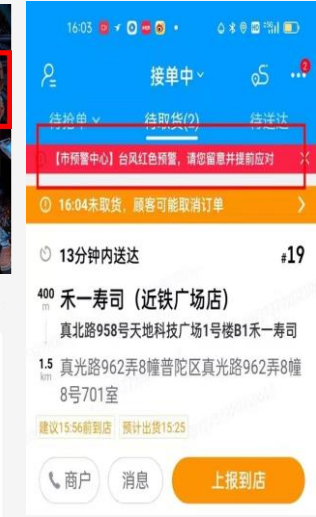 16:03
接单中
待抢单 待取货(2) 待送达
【市预警中心】台风红色预警，请您留意并提前应对
16:04未取货，顾客可能取消订单
13分钟内送达 #19
400 m 禾一寿司（近铁广场店）
真北路958号天地科技广场1号楼B1禾一寿司
1.5 km 真光路962弄8幢普陀区真光路962弄8幢
8号701室
建议15:56前到店 预计出货15:25
商户 消息 上报到店